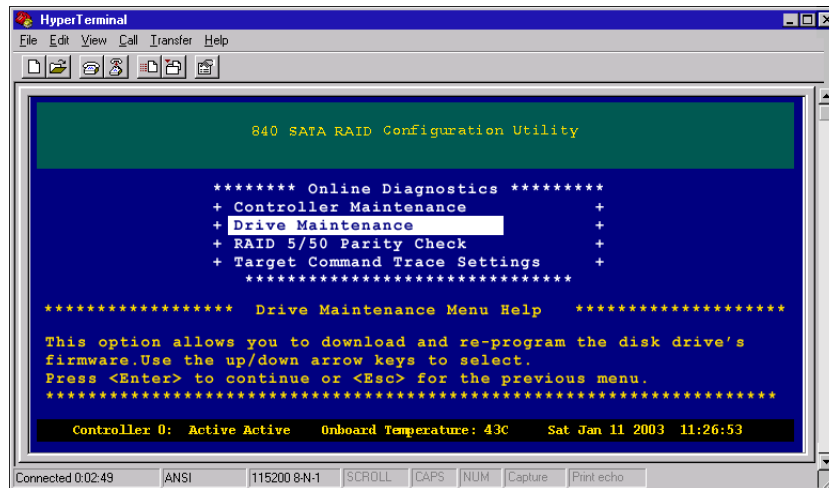 HyperTerminal
File Edit View Call Transfer Help
840 SATA RAID Configuration Utility
******** Online Diagnostics *********
+ Controller Maintenance +
+ Drive Maintenance +
+ RAID 5/50 Parity Check +
+ Target Command Trace Settings +
*******************************
****************** Drive Maintenance Menu Help ********************
This option allows you to download and re-program the disk drive's
firmware.Use the up/down arrow keys to select.
Press <Enter> to continue or <Esc> for the previous menu.
**********************************************************************
Controller 0: Active Active Onboard Temperature: 43C Sat Jan 11 2003 11:26:53
Connected 0:02:49 ANSI 115200 8-N-1 SCROLL CAPS NUM Capture Print echo